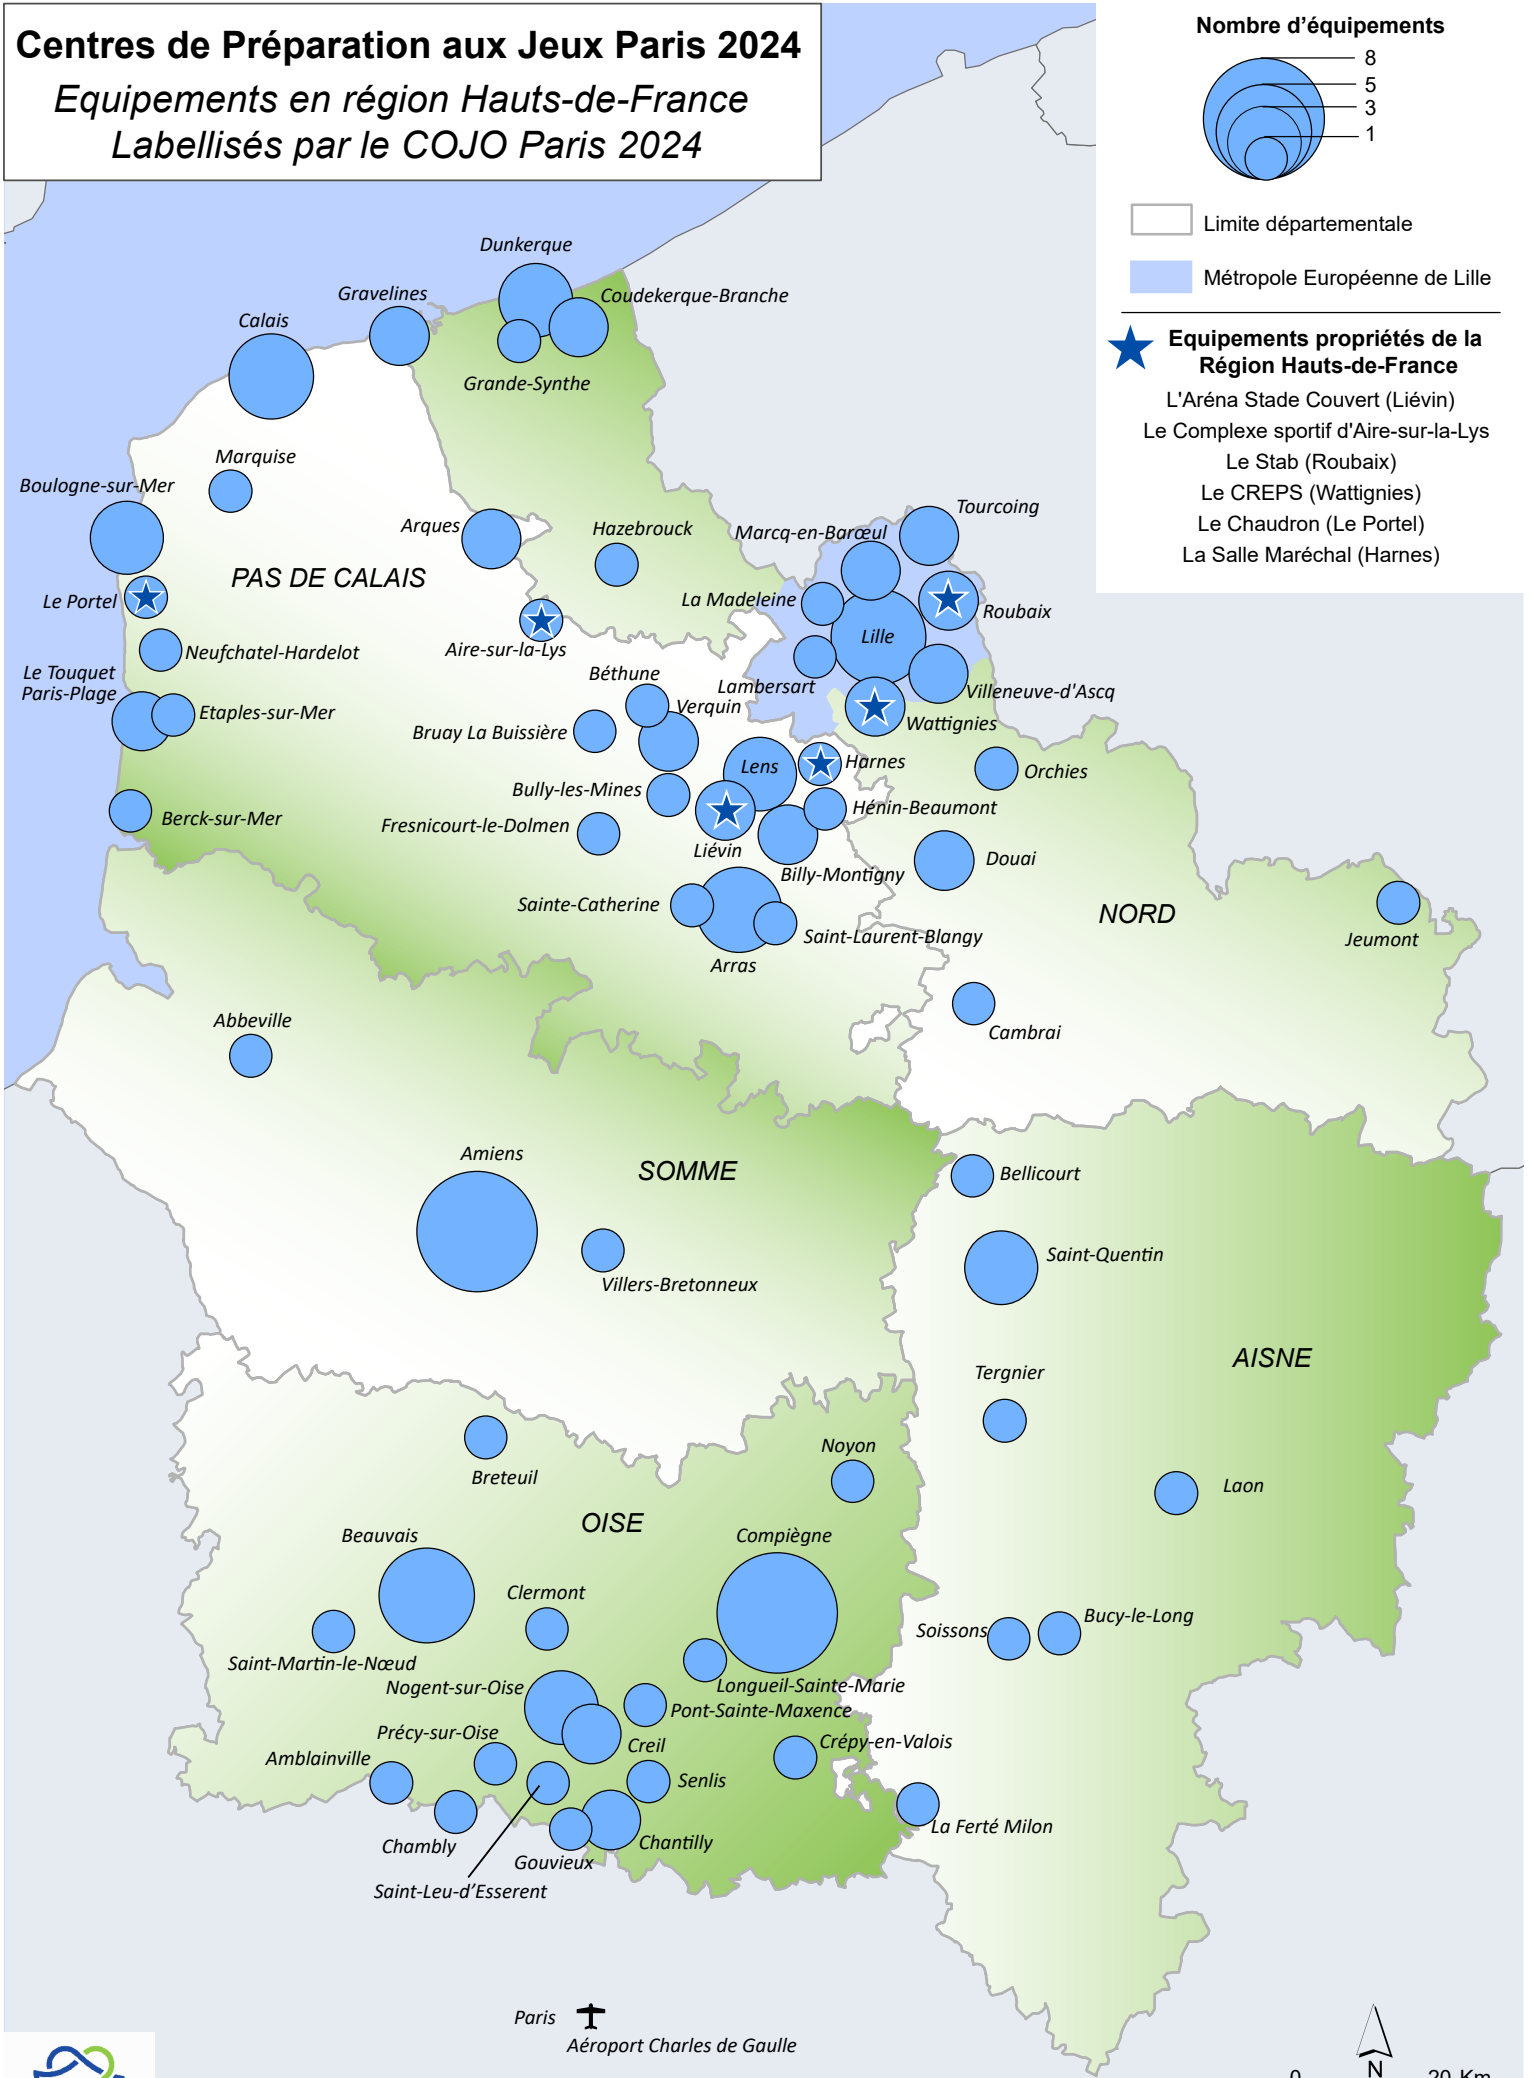 Centres de Préparation aux Jeux Paris 2024
Equipements en région Hauts-de-France
Labellisés par le COJO Paris 2024
Nombre d’équipements
8
5
3
1
Limite départementale
Métropole Européenne de Lille
Equipements propriétés de la
Région Hauts-de-France
L'Aréna Stade Couvert (Liévin)
Le Complexe sportif d'Aire-sur-la-Lys
Le Stab (Roubaix)
Le CREPS (Wattignies)
Le Chaudron (Le Portel)
La Salle Maréchal (Harnes)
Dunkerque
Gravelines
Coudekerque-Branche
Calais
Grande-Synthe
Marquise
Boulogne-sur-Mer
Arques
Hazebrouck
Marcq-en-Barœul
Tourcoing
PAS DE CALAIS
Le Portel
La Madeleine
Roubaix
Lille
Neufchatel-Hardelot
Aire-sur-la-Lys
Le Touquet
Paris-Plage
Béthune
Lambersart
Villeneuve-d'Ascq
Etaples-sur-Mer
Verquin
Wattignies
Bruay La Buissière
Lens
Harnes
Orchies
Bully-les-Mines
Hénin-Beaumont
Berck-sur-Mer
Fresnicourt-le-Dolmen
Liévin
Douai
Billy-Montigny
Sainte-Catherine
NORD
Saint-Laurent-Blangy
Jeumont
Arras
Abbeville
Cambrai
Amiens
SOMME
Bellicourt
Saint-Quentin
Villers-Bretonneux
AISNE
Tergnier
Noyon
Breteuil
Laon
OISE
Beauvais
Compiègne
Clermont
Bucy-le-Long
Soissons
Saint-Martin-le-Nœud
Nogent-sur-Oise
Longueil-Sainte-Marie
Pont-Sainte-Maxence
Précy-sur-Oise
Creil
Crépy-en-Valois
Amblainville
Senlis
La Ferté Milon
Chambly
Chantilly
Gouvieux
Saint-Leu-d’Esserent
Paris
Aéroport Charles de Gaulle
N
0 20 Km